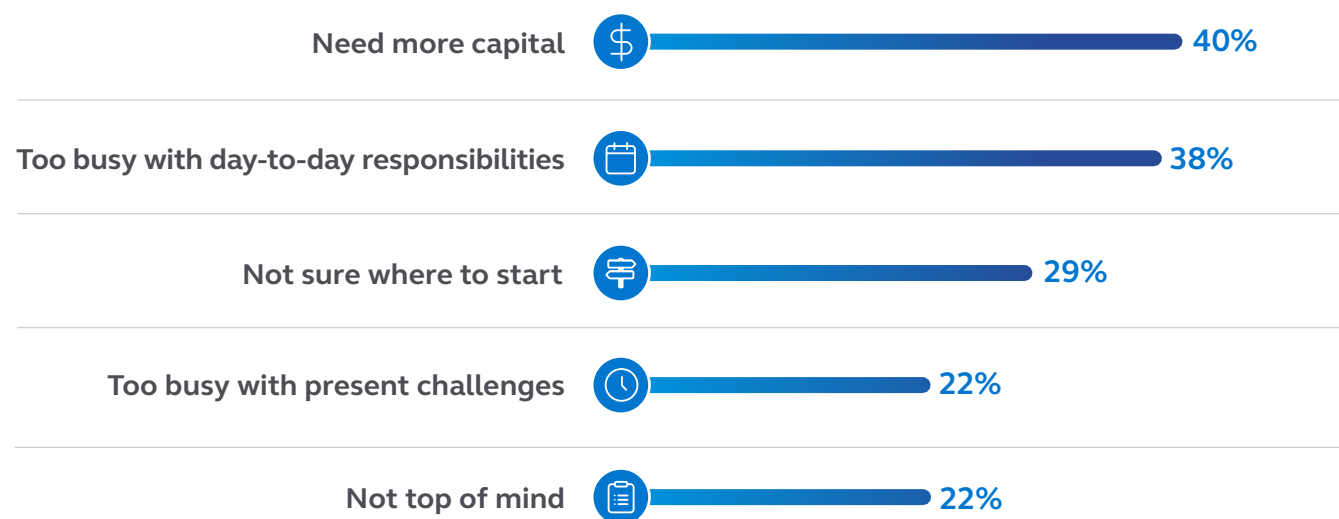 Need more capital 40%
Too busy with day-to-day responsibilities 38%
Not sure where to start 29%
Too busy with present challenges 22%
Not top of mind 22%